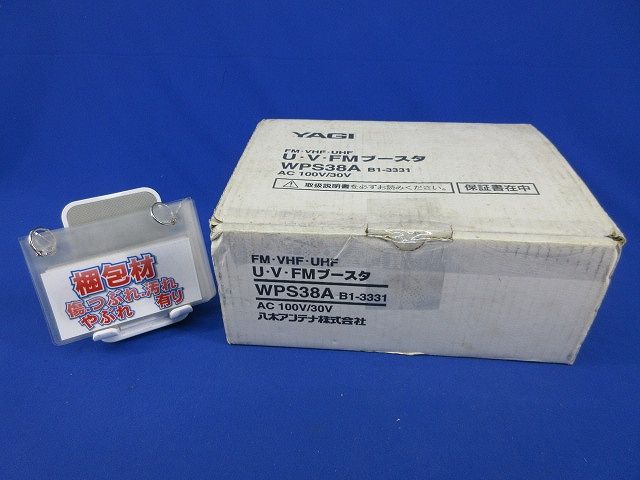 YAGI
FM・VHF・UHF
U・V・FMブースタ
WPS38A B1-3331
AC 100V/30V
⚠ 取扱説明書を必ずお読みください。
保証書在中
FM・VHF・UHF
U・V・FMブースタ
WPS38A B1-3331
AC 100V/30V
八木アンテナ株式会社
梱包材
傷つぶれ汚れ
やぶれ 有り